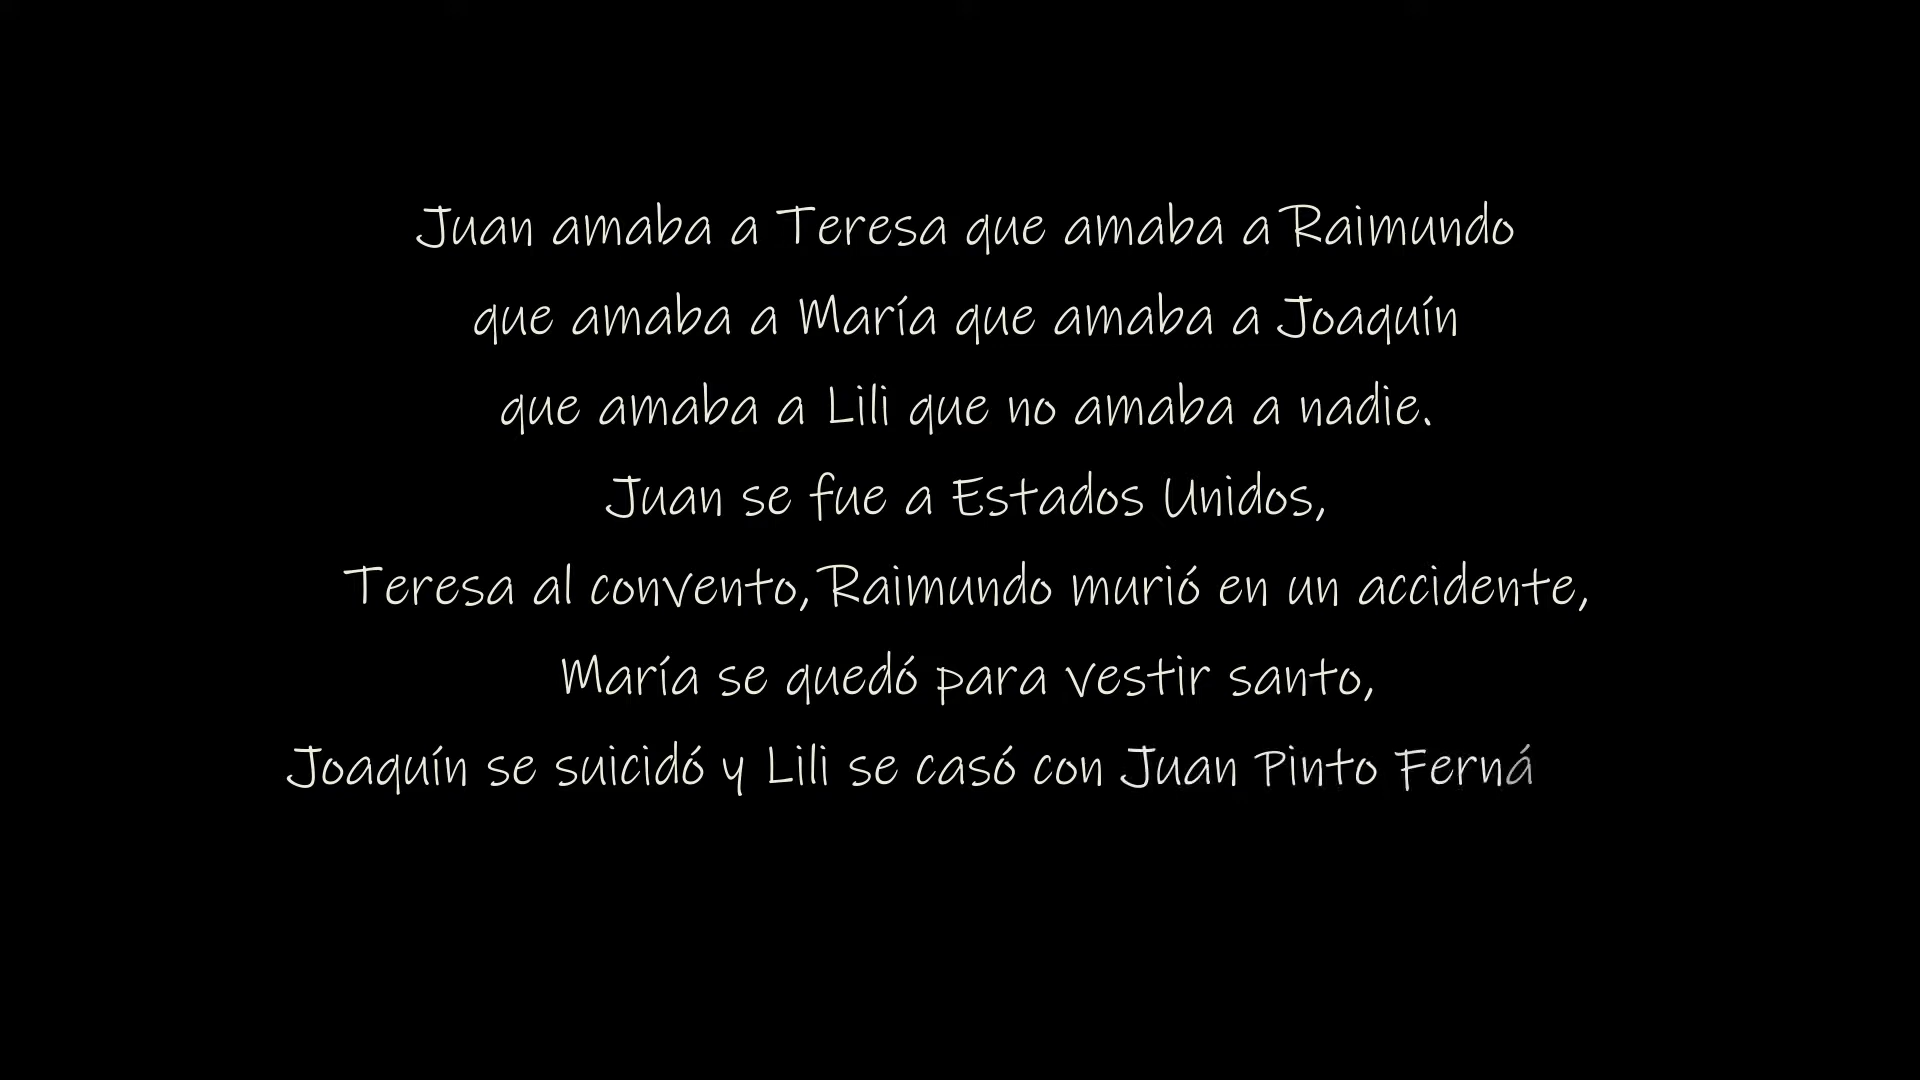 Juan amaba a Teresa que amaba a Raimundo
que amaba a María que amaba a Joaquín
que amaba a Lili que no amaba a nadie.
Juan se fue a Estados Unidos,
Teresa al convento, Raimundo murió en un accidente,
María se quedó para vestir santo,
Joaquín se suicidó y Lili se casó con Juan Pinto Ferná